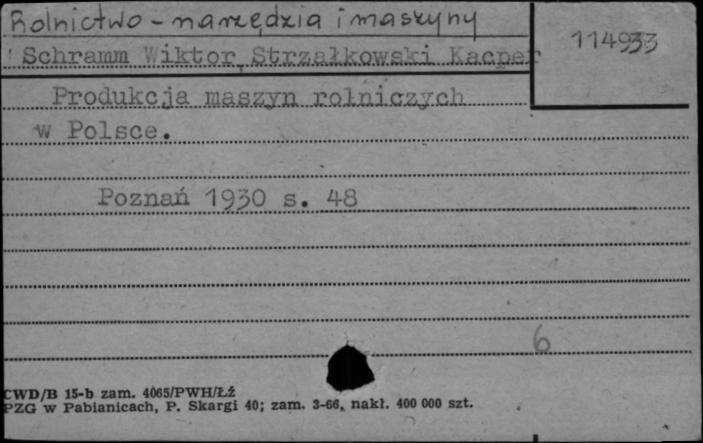 Rolnictwo - narzędzia i maszyny
114933
Schramm Wiktor, Strzałkowski Kacper
Produkcja maszyn rolniczych
w Polsce.
Poznań 1930 s. 48
6
CWD/B 15-b zam. 4065/PWH/Łź
PZG w Pabianicach, P. Skargi 40; zam. 3-66, nakł. 400 000 szt.